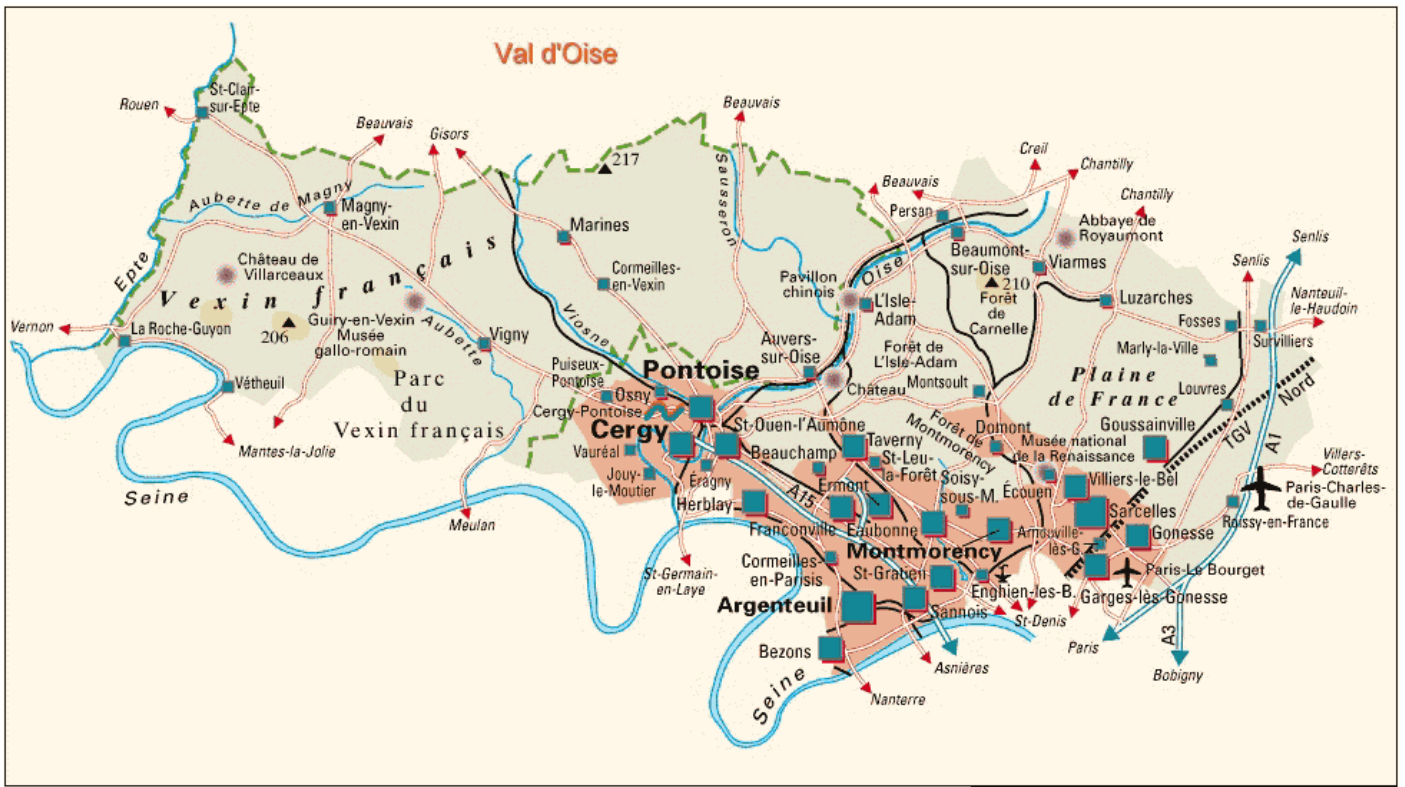 Val d'Oise
St-Clair-
sur-Epte
Rouen
Beauvais
Gisors
Beauvais
217
Creil
Chantilly
Beauvais
Chantilly
Persan
Abbaye de
Royaumont
Senlis
Senlis
Aubette de Magny
Magny-
en-Vexin
Sausseron
Marines
Beaumont-
sur-Oise
Viarmes
210
Forêt
de
Carnelle
Luzarches
Nanteuil-
le-Haudoin
Epte
Château de
Villarceaux
Vexin français
Cormeilles-
en-Vexin
Pavillon
chinois
Oise
L'Isle-
Adam
Fosses
Survilliers
Vernon
La Roche-Guyon
206
Guiry-en-Vexin
Musée
gallo-romain
Aubette
Vigny
Viosne
Auvers-
sur-Oise
Forêt de
L'Isle-Adam
Marly-la-Ville
Vétheuil
Parc
du
Vexin français
Puiseux-
Pontoise
Pontoise
Château
Montsoult
Plaine
de France
Louvres
Nord
TGV
A1
Osny
Cergy-Pontoise
Cergy
St-Ouen-l'Aumône
Forêt de
Montmorency
Domont
Goussainville
Mantes-la-Jolie
Vauréal
Jouy-
le-Moutier
Éragny
Beauchamp
Taverny
St-Leu-
la-Forêt
Musée national
de la Renaissance
Villers-
Cotterêts
Seine
Meulan
Herblay
A15
Ermont
Soisy-
sous-M.
Écouen
Villiers-le-Bel
Paris-Charles-
de-Gaulle
Franconville
Eaubonne
Sarcelles
Roissy-en-France
Arnouville-
lès-G.
Gonesse
Montmorency
St-Germain-
en-Laye
Cormeilles-
en-Parisis
St-Gratien
Paris-Le Bourget
Enghien-les-B.
Garges-lès-Gonesse
Argenteuil
Sannois
St-Denis
Paris
A3
Bezons
Asnières
Bobigny
Seine
Nanterre